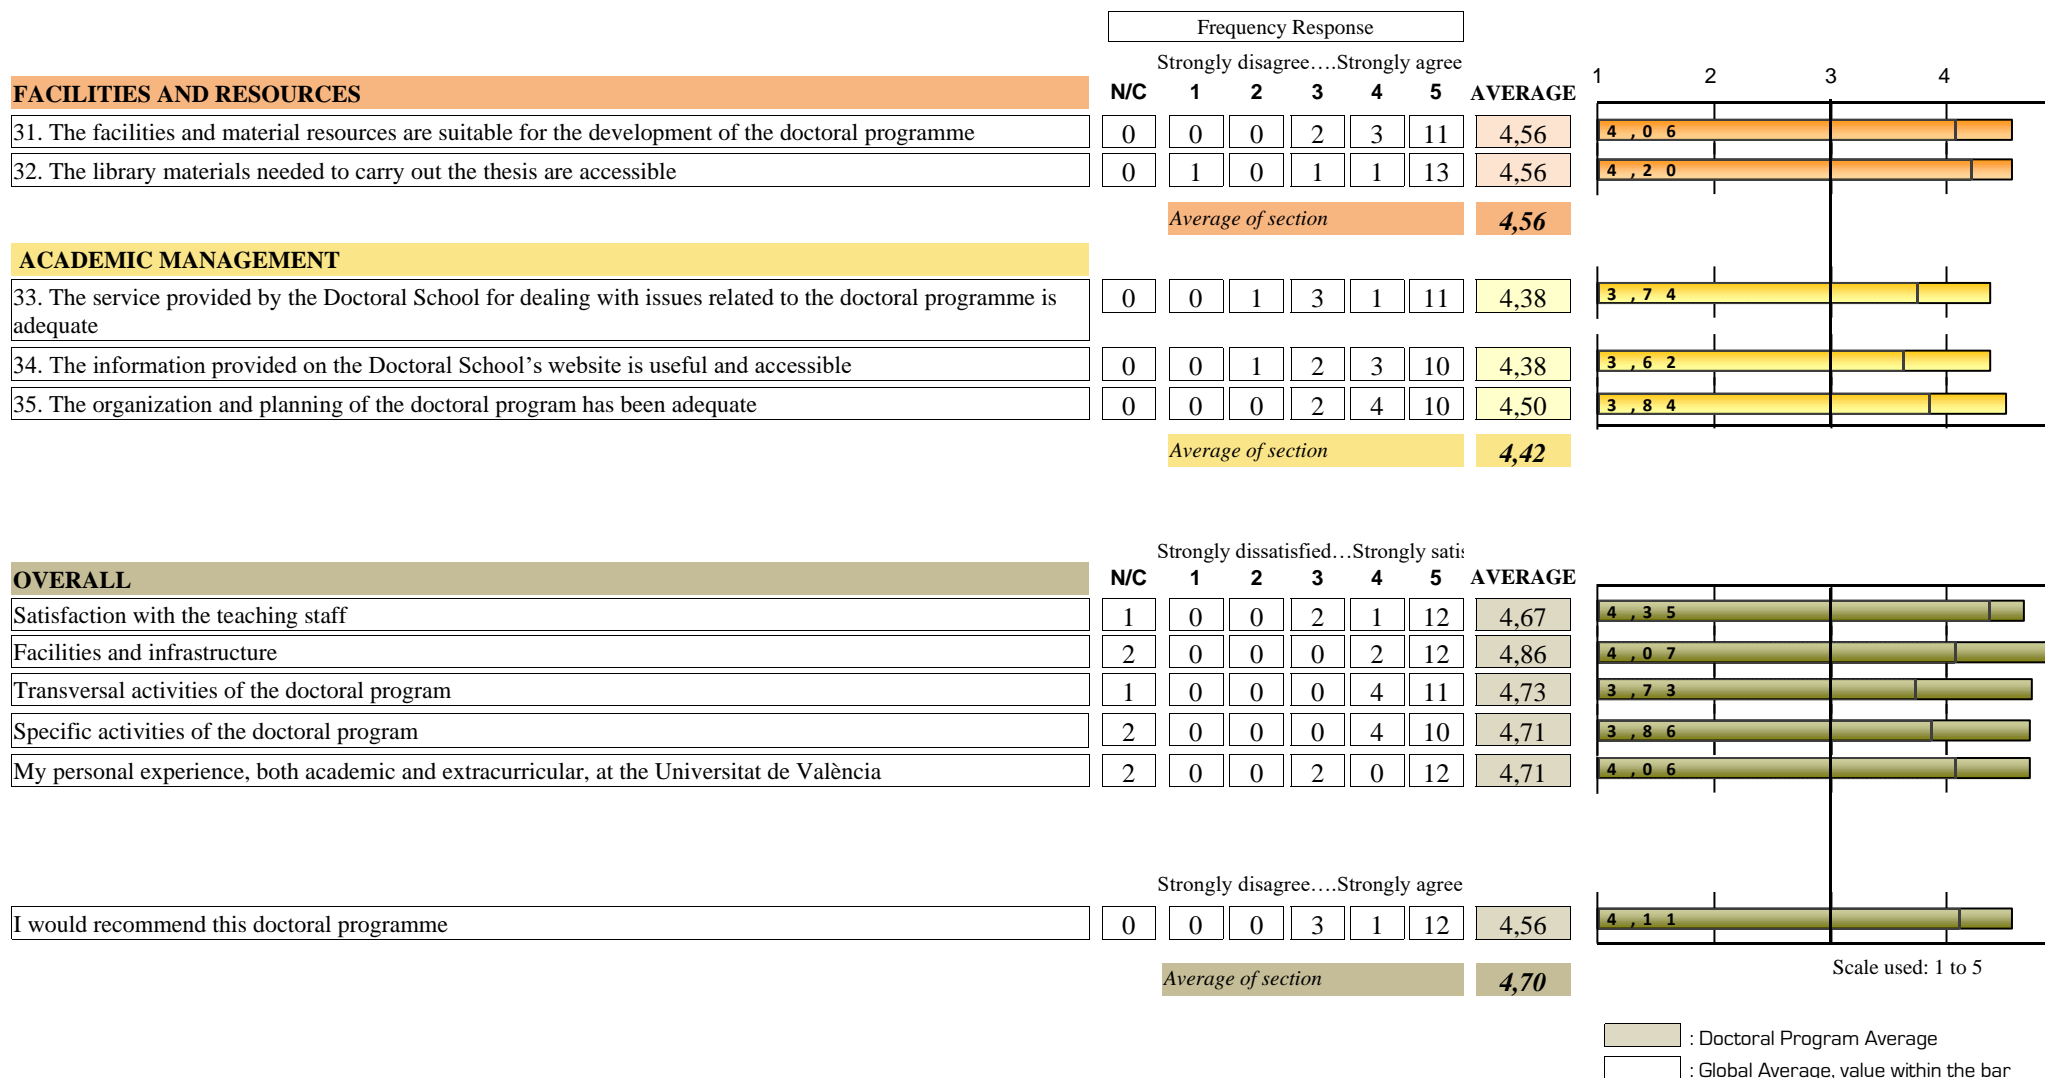 Frequency Response
Strongly disagree….Strongly agree
FACILITIES AND RESOURCES N/C 1 2 3 4 5 AVERAGE 1 2 3 4
31. The facilities and material resources are suitable for the development of the doctoral programme 0 0 0 2 3 11 4,56 4,06
32. The library materials needed to carry out the thesis are accessible 0 1 0 1 1 13 4,56 4,20
Average of section 4,56
ACADEMIC MANAGEMENT
33. The service provided by the Doctoral School for dealing with issues related to the doctoral programme is 0 0 1 3 1 11 4,38 3,74
adequate
34. The information provided on the Doctoral School’s website is useful and accessible 0 0 1 2 3 10 4,38 3,62
35. The organization and planning of the doctoral program has been adequate 0 0 0 2 4 10 4,50 3,84
Average of section 4,42
Strongly dissatisfied…Strongly satis
OVERALL N/C 1 2 3 4 5 AVERAGE
Satisfaction with the teaching staff 1 0 0 2 1 12 4,67 4,35
Facilities and infrastructure 2 0 0 0 2 12 4,86 4,07
Transversal activities of the doctoral program 1 0 0 0 4 11 4,73 3,73
Specific activities of the doctoral program 2 0 0 0 4 10 4,71 3,86
My personal experience, both academic and extracurricular, at the Universitat de València 2 0 0 2 0 12 4,71 4,06
Strongly disagree….Strongly agree
I would recommend this doctoral programme 0 0 0 3 1 12 4,56 4,11
Average of section 4,70
Scale used: 1 to 5
: Doctoral Program Average
: Global Average, value within the bar